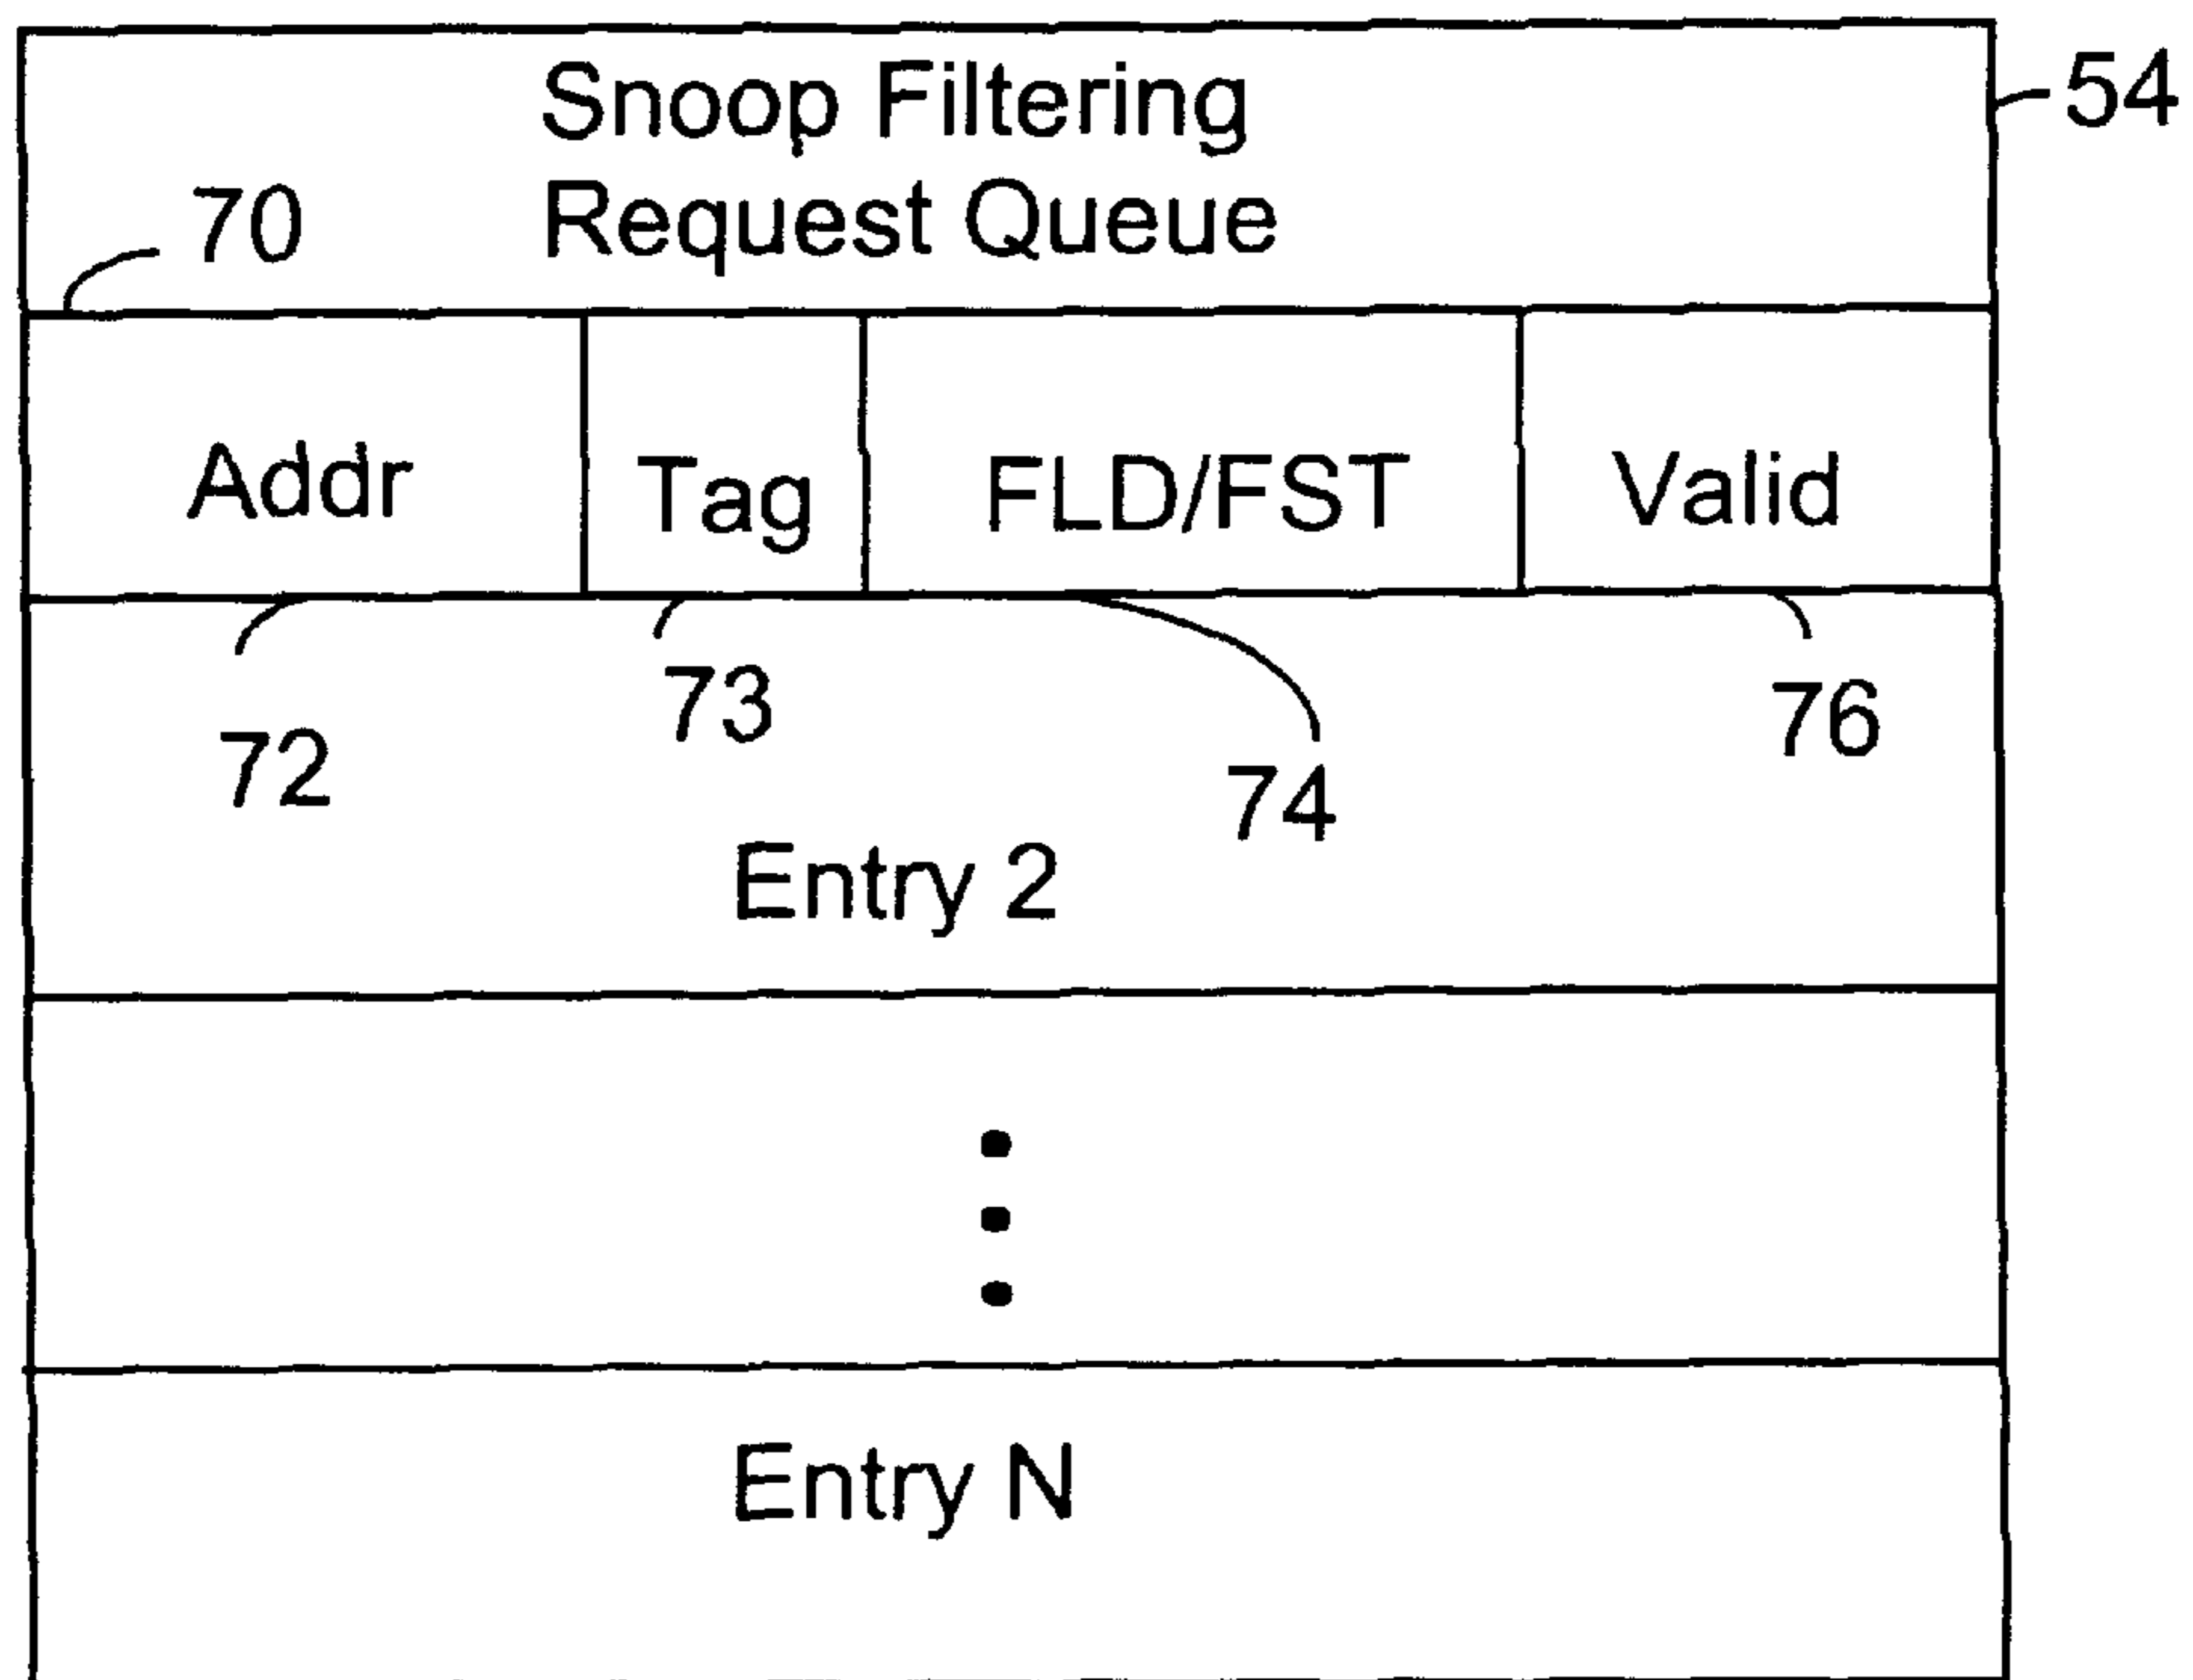 Snoop Filtering
54
70
Request Queue
Addr
Tag
FLD/FST
Valid
73
76
72
74
Entry 2
Entry N